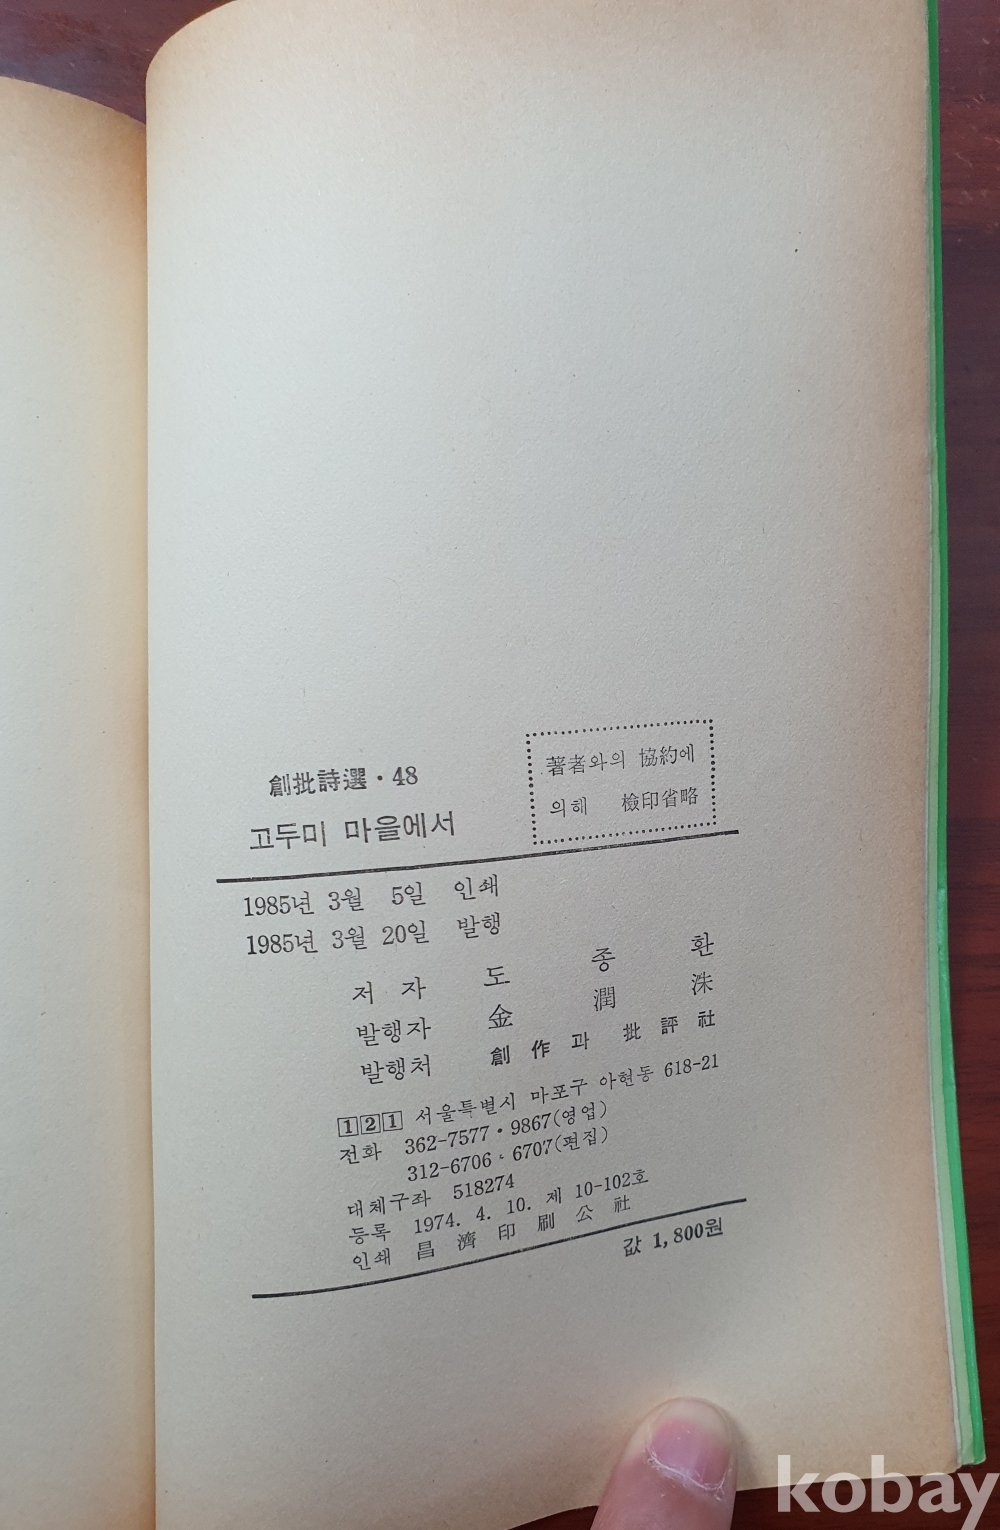 創批詩選・48
고두미 마을에서
著者와의 協約에
의해 檢印省略
1985년 3월 5일 인쇄
1985년 3월 20일 발행
저 자 도 종 환
발행자 金 潤 洙
발행처 創 作 과 批 評 社
121 서울특별시 마포구 아현동 618-21
전화 362-7577・9867(영업)
312-6706・6707(편집)
대체구좌 518274
등록 1974. 4. 10. 제 10-102호
인쇄 昌 濟 印 刷 公 社
값 1,800원
kobay